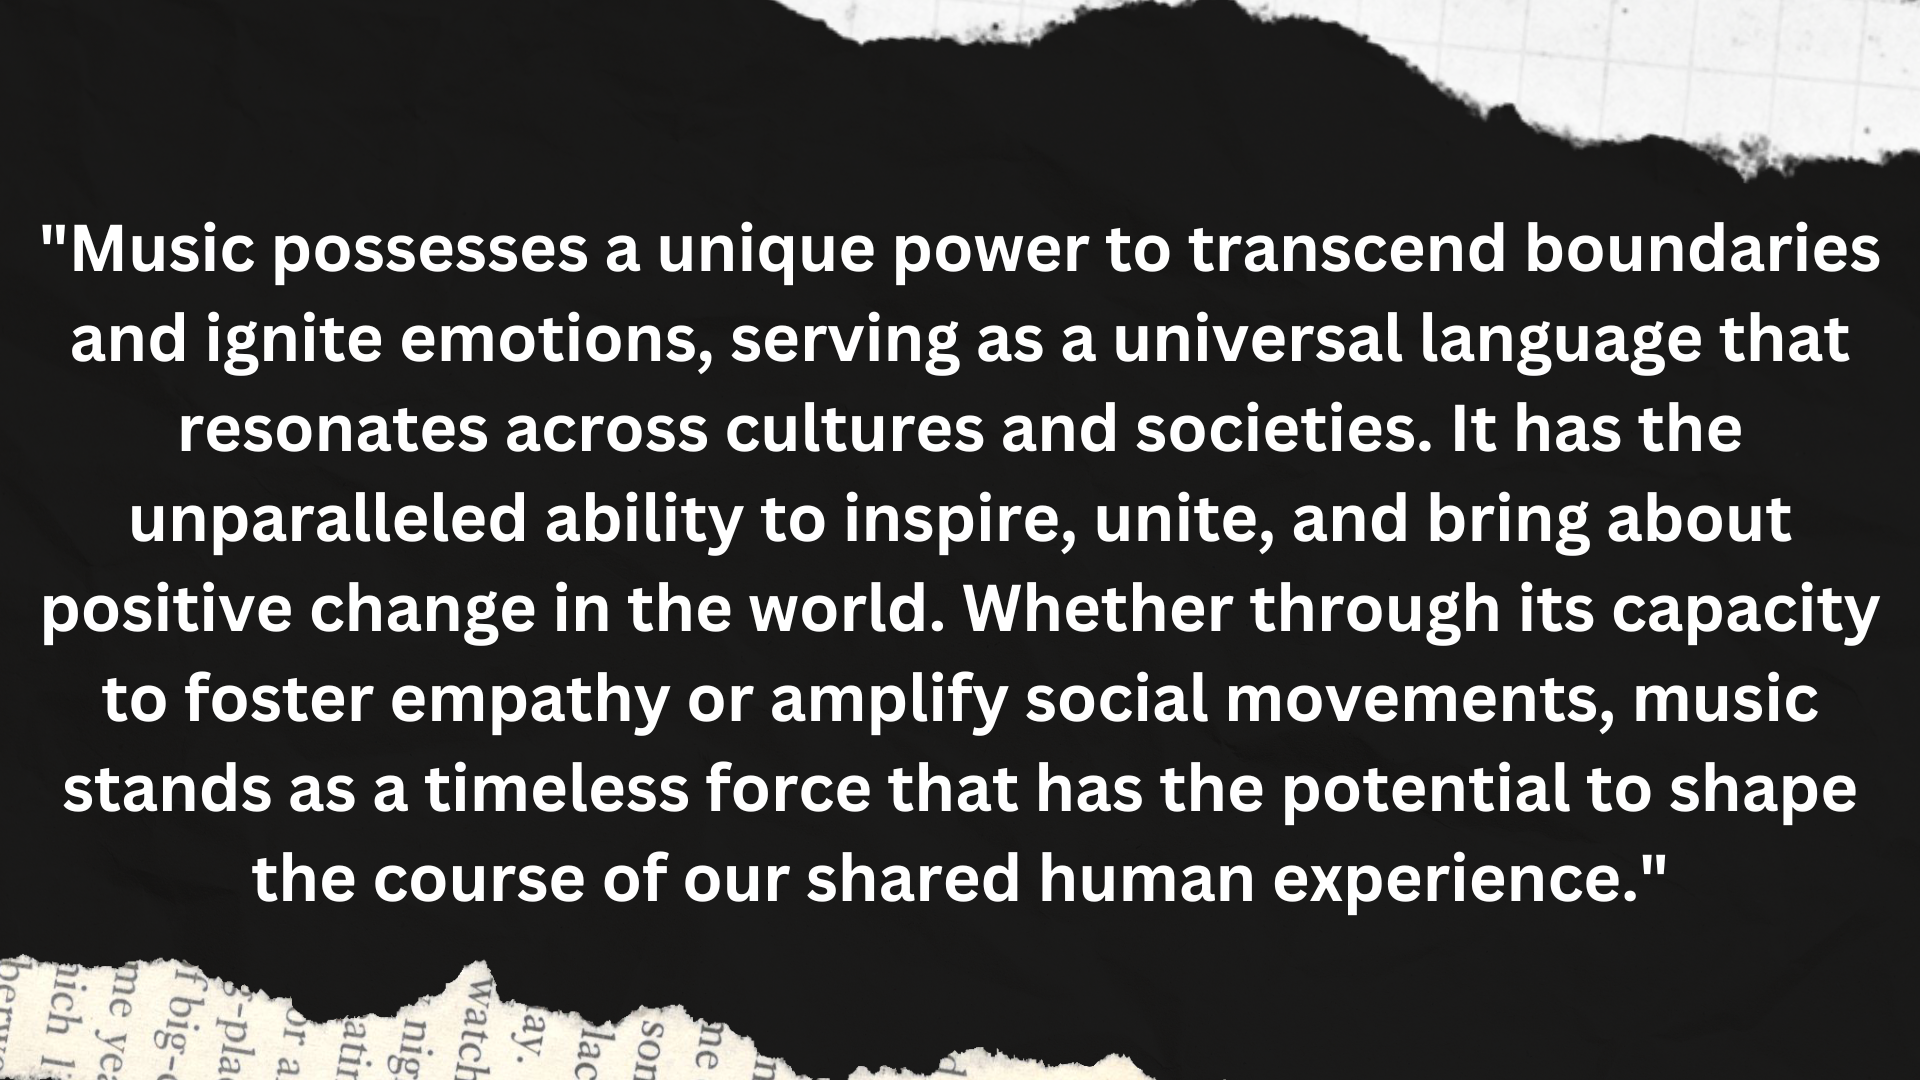 "Music possesses a unique power to transcend boundaries
and ignite emotions, serving as a universal language that
resonates across cultures and societies. It has the
unparalleled ability to inspire, unite, and bring about
positive change in the world. Whether through its capacity
to foster empathy or amplify social movements, music
stands as a timeless force that has the potential to shape
the course of our shared human experience."
watch